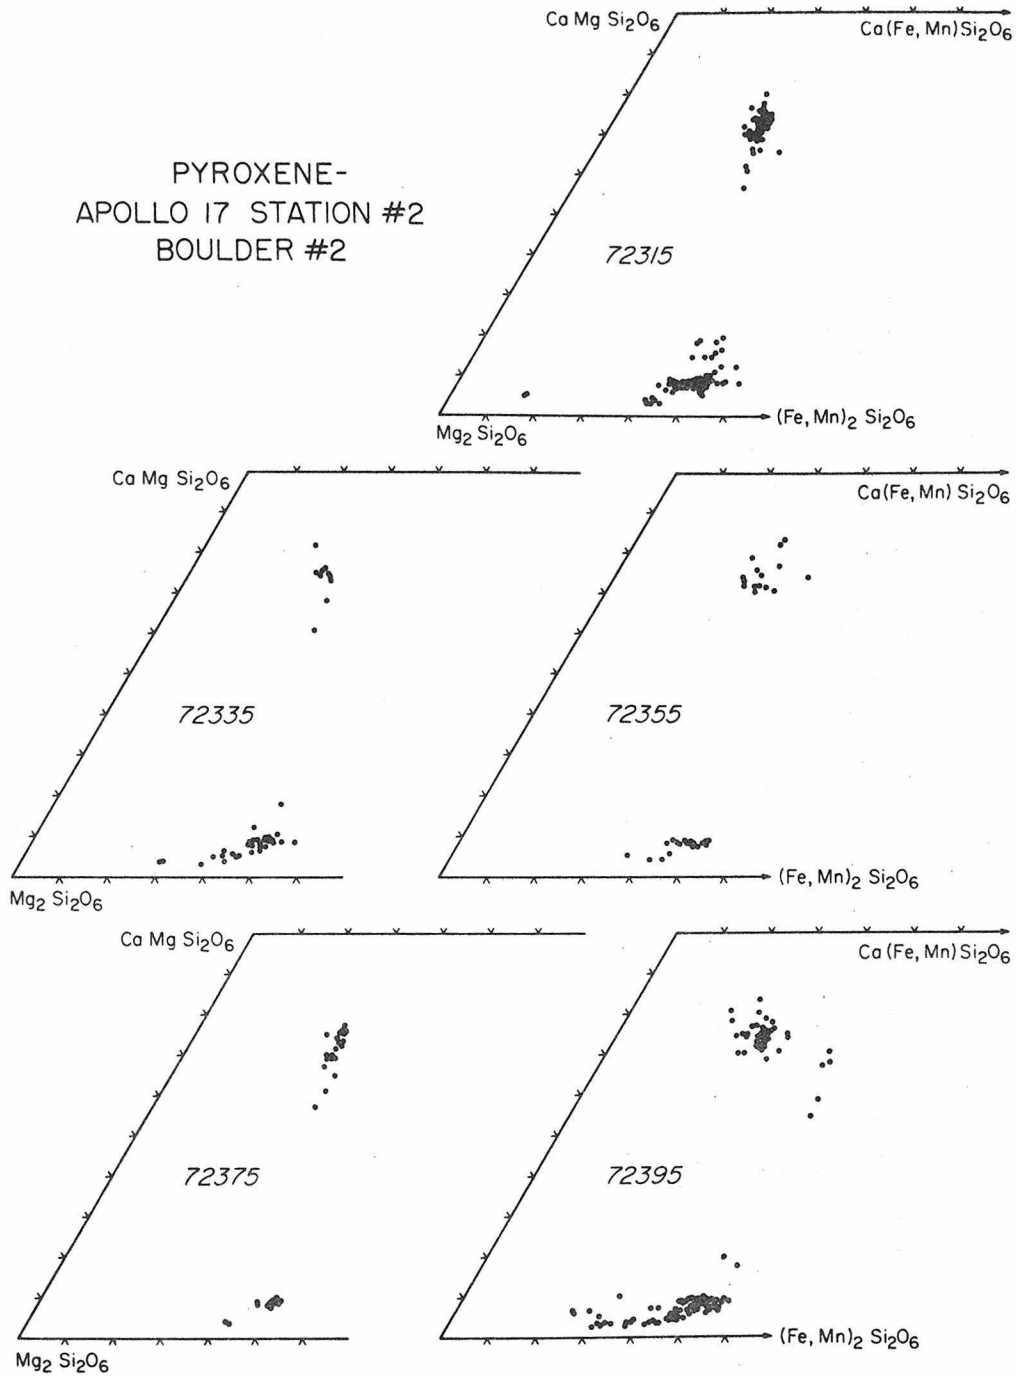 Ca Mg Si2O6
Ca(Fe, Mn)Si2O6
PYROXENE-
APOLLO 17 STATION #2
BOULDER #2
72315
Mg2 Si2O6
(Fe, Mn)2 Si2O6
Ca Mg Si2O6
Ca(Fe, Mn) Si2O6
72335
72355
Mg2 Si2O6
(Fe, Mn)2 Si2O6
Ca Mg Si2O6
Ca (Fe, Mn) Si2O6
72375
72395
Mg2 Si2O6
(Fe, Mn)2 Si2O6